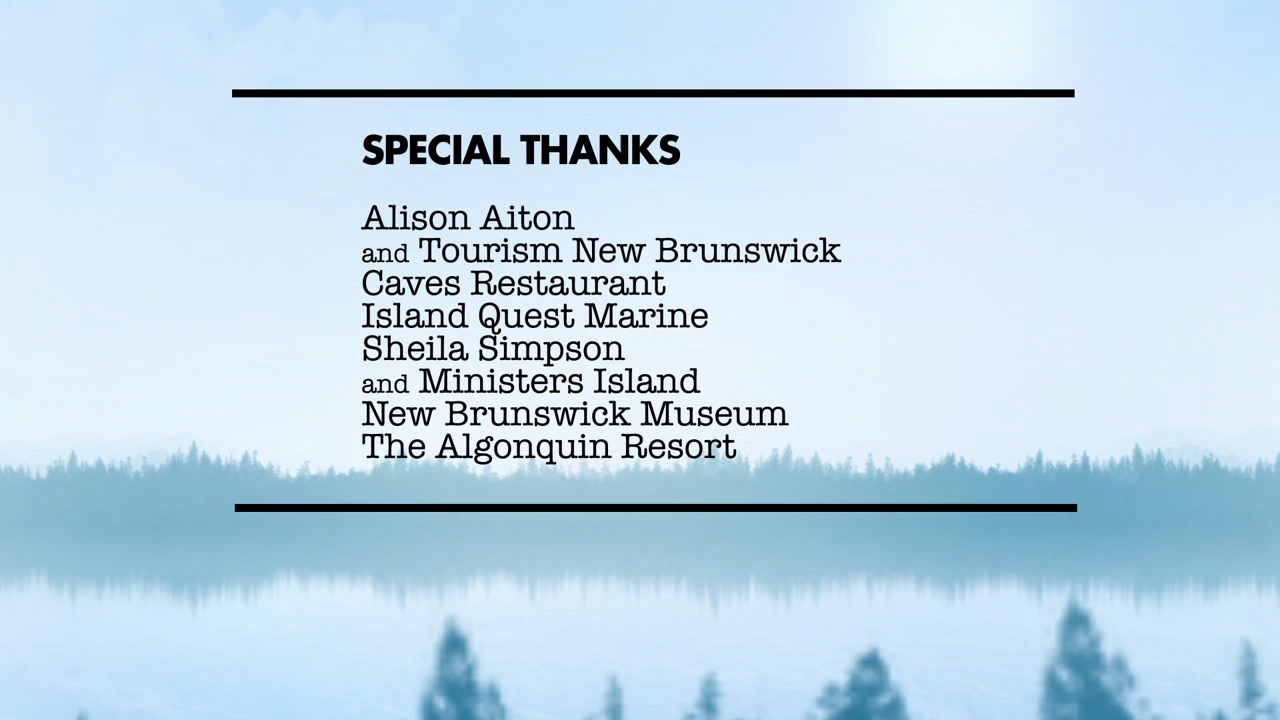 SPECIAL THANKS
Alison Aiton
and Tourism New Brunswick
Caves Restaurant
Island Quest Marine
Sheila Simpson
and Ministers Island
New Brunswick Museum
The Algonquin Resort